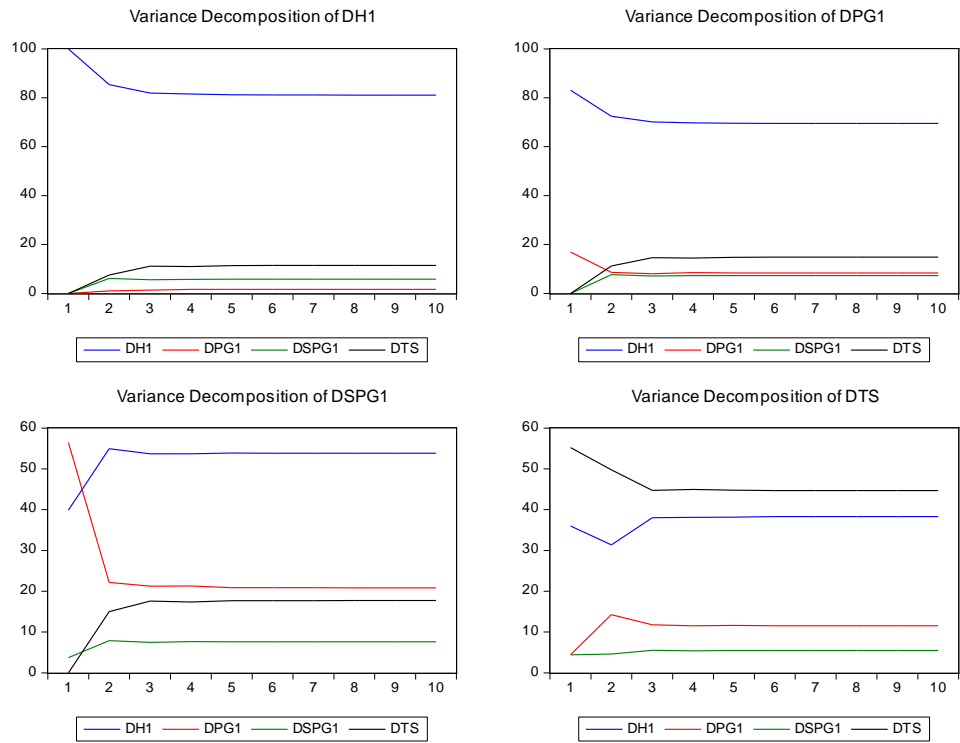 Variance Decomposition of DH1
100
80
60
40
20
0
1 2 3 4 5 6 7 8 9 10
DH1 DPG1 DSPG1 DTS
Variance Decomposition of DPG1
100
80
60
40
20
0
1 2 3 4 5 6 7 8 9 10
DH1 DPG1 DSPG1 DTS
Variance Decomposition of DSPG1
60
50
40
30
20
10
0
1 2 3 4 5 6 7 8 9 10
DH1 DPG1 DSPG1 DTS
Variance Decomposition of DTS
60
50
40
30
20
10
0
1 2 3 4 5 6 7 8 9 10
DH1 DPG1 DSPG1 DTS